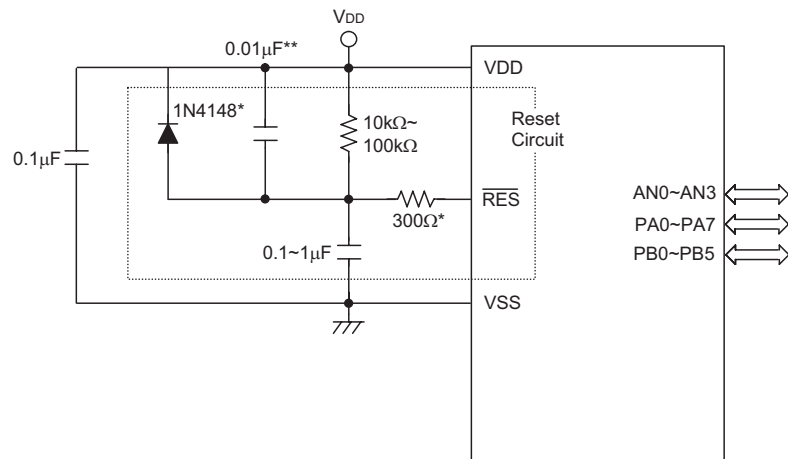 VDD
0.01μF**
VDD
1N4148*
10kΩ~
100kΩ
Reset
Circuit
0.1μF
AN0~AN3
RES
300Ω*
PA0~PA7
0.1~1μF
PB0~PB5
VSS